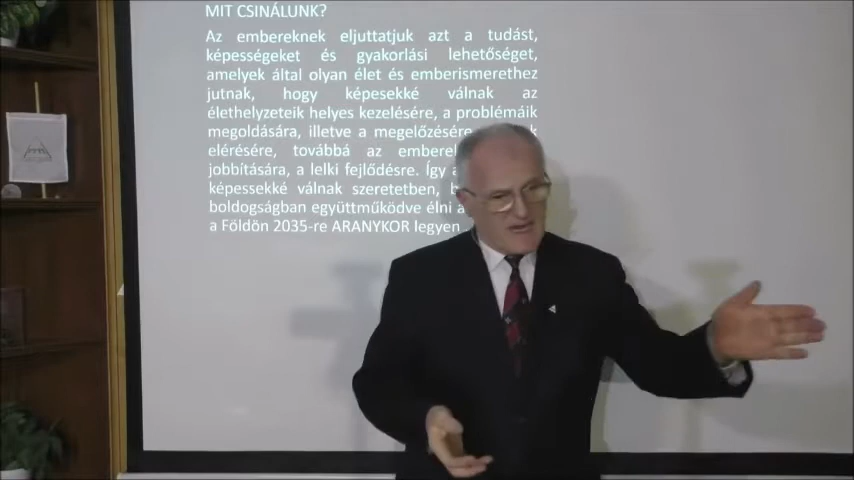 MIT CSINÁLUNK?
Az embereknek eljuttatjuk azt a tudást,
képességeket és gyakorlási lehetőséget,
amelyek által olyan élet és emberismerethez
jutnak, hogy képesekké válnak az
élethelyzeteik helyes kezelésére, a problémáik
megoldására, illetve a megelőzésére
elérésére, továbbá az
jobbítására, a lelki fejlődésre. Így
képessekké válnak szeretetben,
boldogságban együttműködve élni
a Földön 2035-re ARANYKOR legyen